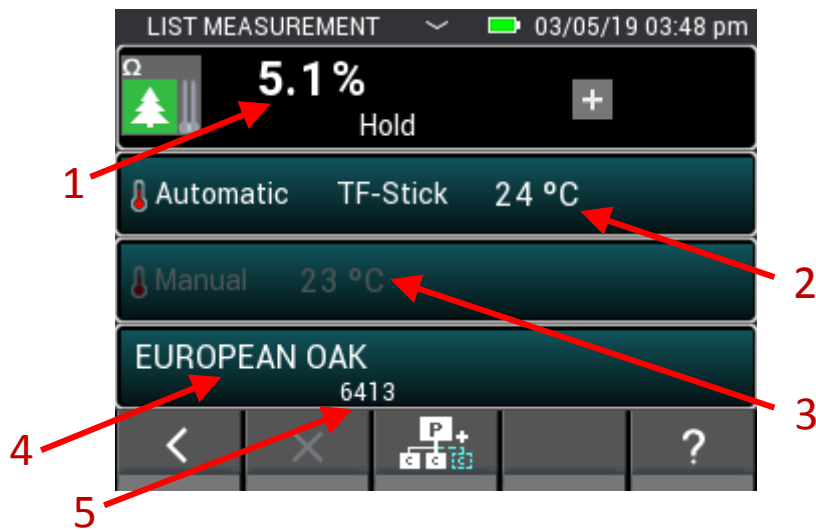 LIST MEASUREMENT 03/05/19 03:48 pm
Ω
5.1%
Hold
+
1
Automatic TF-Stick 24 ºC
2
Manual 23 ºC
EUROPEAN OAK
6413
3
4
P +
c c c
?
5